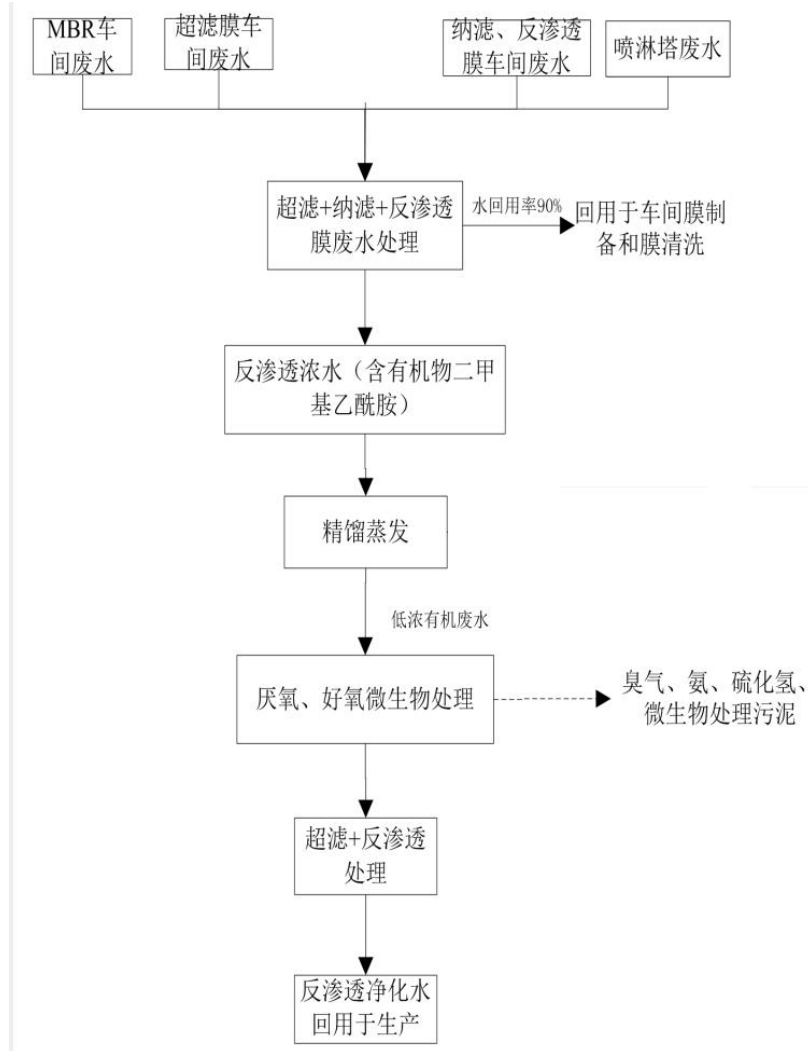 MBR车
间废水
超滤膜车
间废水
纳滤、反渗透
膜车间废水
喷淋塔废水
超滤+纳滤+反渗透
膜废水处理
水回用率90%
回用于车间膜制
备和膜清洗
反渗透浓水（含有机物二甲
基乙酰胺）
精馏蒸发
低浓有机废水
厌氧、好氧微生物处理
臭气、氨、硫化氢、
微生物处理污泥
超滤+反渗透
处理
反渗透净化水
回用于生产